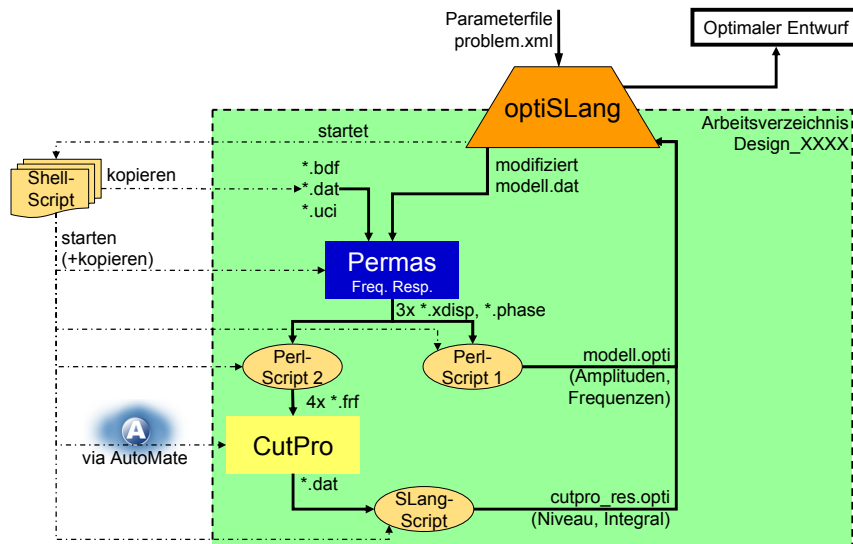 Parameterfile
problem.xml
Optimaler Entwurf
optiSLang
Arbeitsverzeichnis
Design_XXXX
startet
Shell-
Script
kopieren
*.bdf
*.dat
*.uci
modifiziert
modell.dat
starten
(+kopieren)
Permas
Freq. Resp.
3x *.xdisp, *.phase
Perl-
Script 2
Perl-
Script 1
modell.opti
(Amplituden,
Frequenzen)
4x *.frf
A
via AutoMate
CutPro
*.dat
SLang-
Script
cutpro_res.opti
(Niveau, Integral)